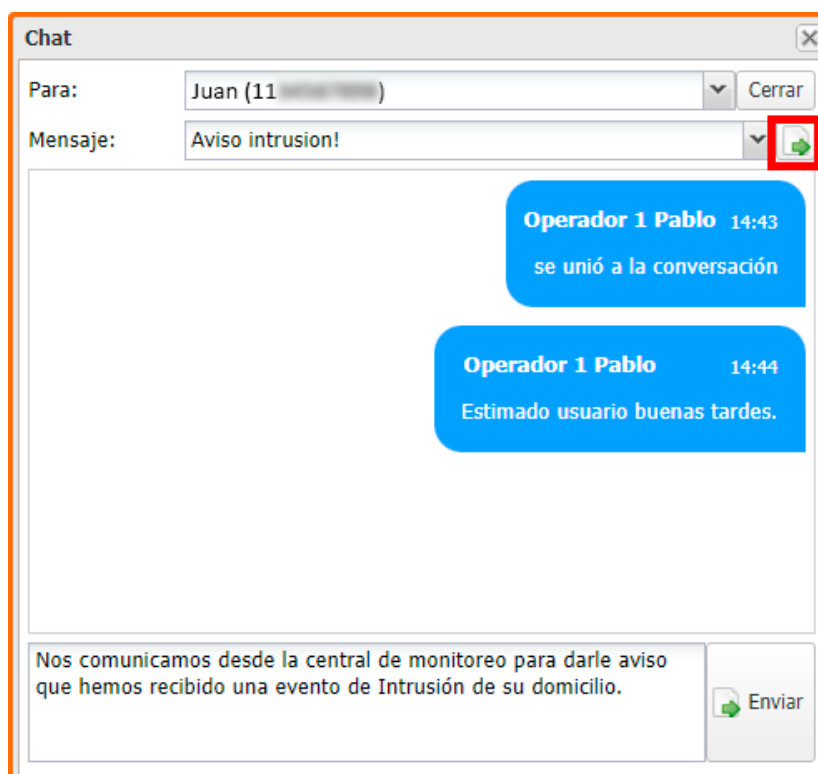 Chat
Para:
Juan (11 )
Cerrar
Mensaje:
Aviso intrusion!
Operador 1 Pablo 14:43
se unió a la conversación
Operador 1 Pablo 14:44
Estimado usuario buenas tardes.
Nos comunicamos desde la central de monitoreo para darle aviso
que hemos recibido una evento de Intrusión de su domicilio.
Enviar